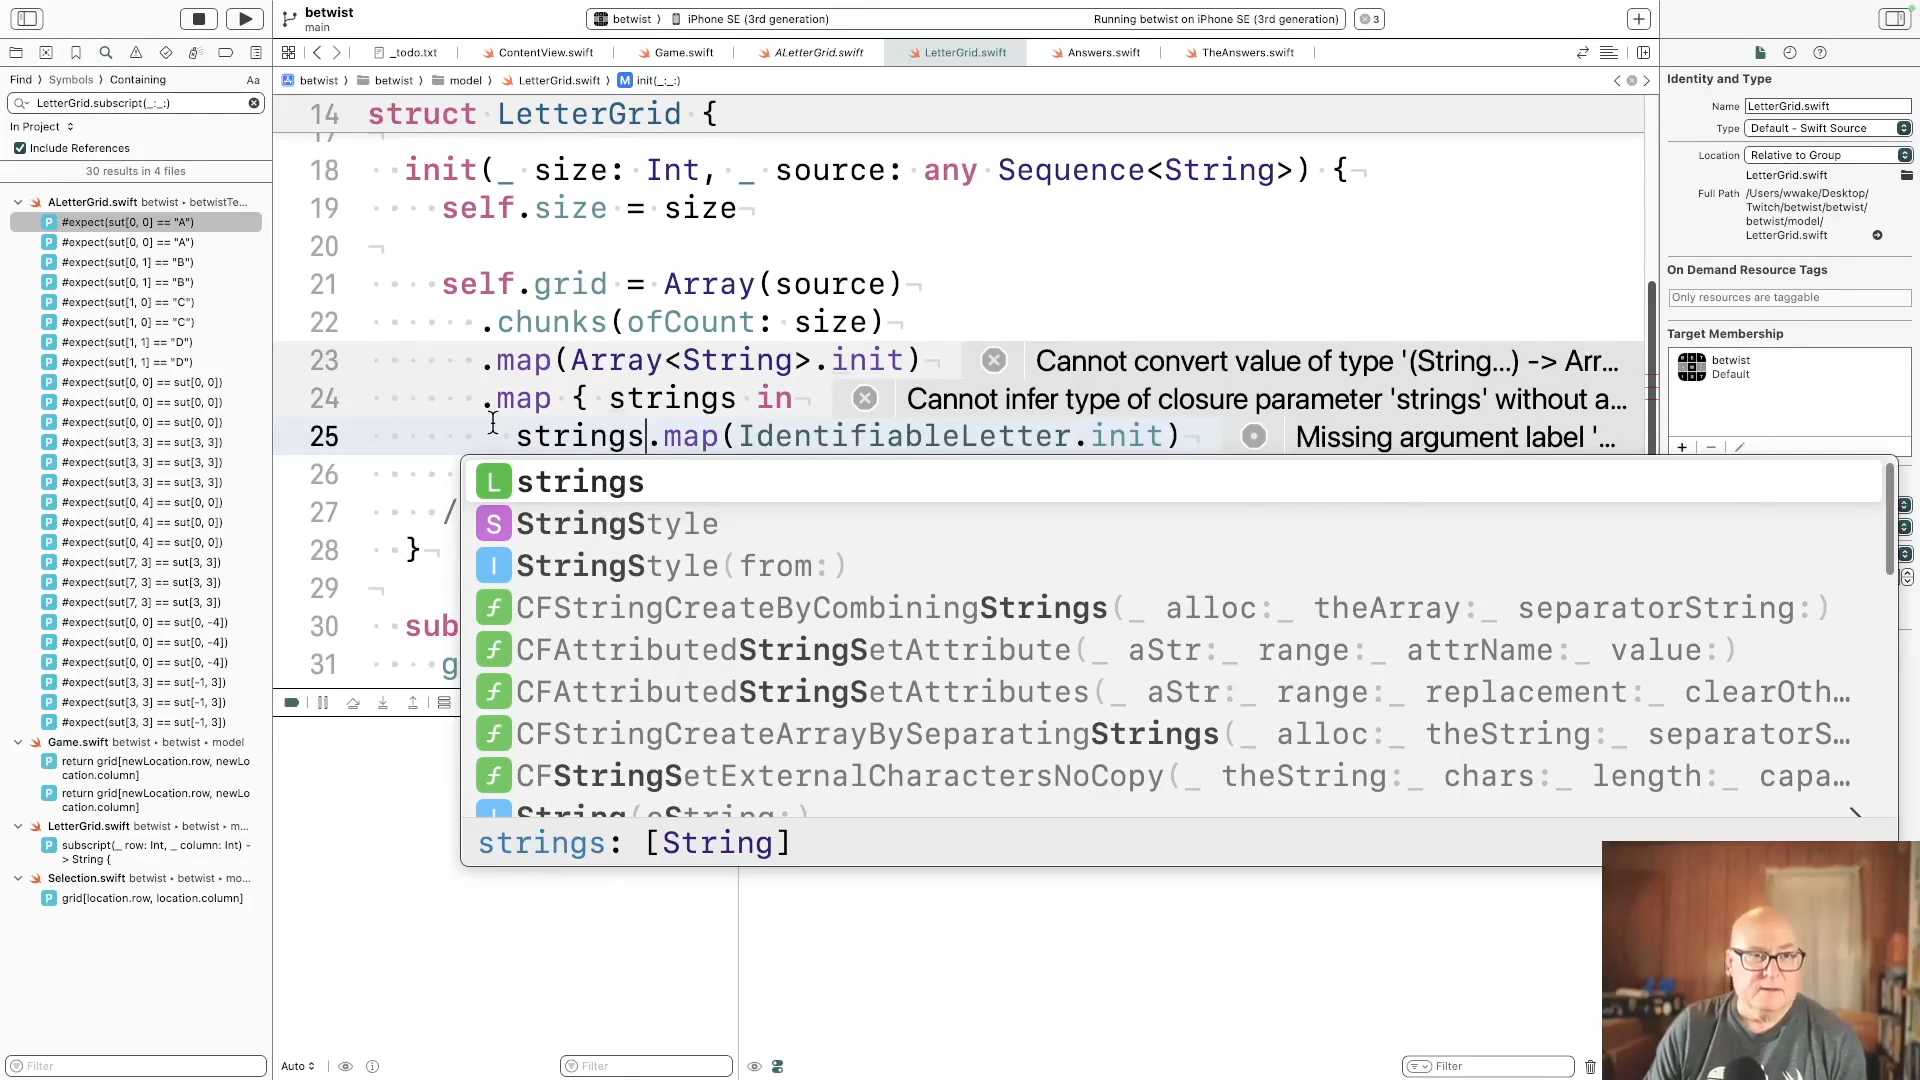 betwist
main
betwist
iPhone SE (3rd generation)
Running betwist on iPhone SE (3rd generation)
3
_todo.txt
ContentView.swift
Game.swift
ALetterGrid.swift
LetterGrid.swift
Answers.swift
TheAnswers.swift
Find
Symbols
Containing
Aa
betwist
betwist
model
LetterGrid.swift
M init(_:_:)
LetterGrid.subscript(_:_:)
In Project
Include References
30 results in 4 files
ALetterGrid.swift betwist ▸ betwistTe...
P #expect(sut[0, 0] == "A")
P #expect(sut[0, 0] == "A")
P #expect(sut[0, 1] == "B")
P #expect(sut[0, 1] == "B")
P #expect(sut[1, 0] == "C")
P #expect(sut[1, 0] == "C")
P #expect(sut[1, 1] == "D")
P #expect(sut[1, 1] == "D")
P #expect(sut[0, 0] == sut[0, 0])
P #expect(sut[0, 0] == sut[0, 0])
P #expect(sut[0, 0] == sut[0, 0])
P #expect(sut[3, 3] == sut[3, 3])
P #expect(sut[3, 3] == sut[3, 3])
P #expect(sut[3, 3] == sut[3, 3])
P #expect(sut[0, 4] == sut[0, 0])
P #expect(sut[0, 4] == sut[0, 0])
P #expect(sut[0, 4] == sut[0, 0])
P #expect(sut[7, 3] == sut[3, 3])
P #expect(sut[7, 3] == sut[3, 3])
P #expect(sut[7, 3] == sut[3, 3])
P #expect(sut[0, 0] == sut[0, -4])
P #expect(sut[0, 0] == sut[0, -4])
P #expect(sut[0, 0] == sut[0, -4])
P #expect(sut[3, 3] == sut[-1, 3])
P #expect(sut[3, 3] == sut[-1, 3])
P #expect(sut[3, 3] == sut[-1, 3])
Game.swift betwist ▸ betwist ▸ model
P return grid[newLocation.row, newLo
cation.column]
P return grid[newLocation.row, newLo
cation.column]
LetterGrid.swift betwist ▸ betwist ▸ m...
P subscript(_ row: Int, _ column: Int) -
> String {
Selection.swift betwist ▸ betwist ▸ mo...
P grid[location.row, location.column]
Filter
14 struct LetterGrid {
17
18 init(_ size: Int, _ source: any Sequence<String>) {
19 self.size = size
20
21 self.grid = Array(source)
22 .chunks(ofCount: size)
23 .map(Array<String>.init) Cannot convert value of type '(String...) -> Arr...
24 .map { strings in Cannot infer type of closure parameter 'strings' without a...
25 strings.map(IdentifiableLetter.init) Missing argument label '...
26
27 /
28 }
29
30 sub
31 g
L strings
S StringStyle
I StringStyle(from:)
f CFStringCreateByCombiningStrings(_ alloc:_ theArray:_ separatorString:)
f CFAttributedStringSetAttribute(_ aStr:_ range:_ attrName:_ value:)
f CFAttributedStringSetAttributes(_ aStr:_ range:_ replacement:_ clearOth...
f CFStringCreateArrayBySeparatingStrings(_ alloc:_ theString:_ separatorS...
f CFStringSetExternalCharactersNoCopy(_ theString:_ chars:_ length:_ capa...
strings: [String]
Auto
Filter
Filter
Identity and Type
Name LetterGrid.swift
Type Default - Swift Source
Location Relative to Group
LetterGrid.swift
Full Path /Users/wwake/Desktop/
Twitch/betwist/betwist/
betwist/model/
LetterGrid.swift
On Demand Resource Tags
Only resources are taggable
Target Membership
betwist
Default